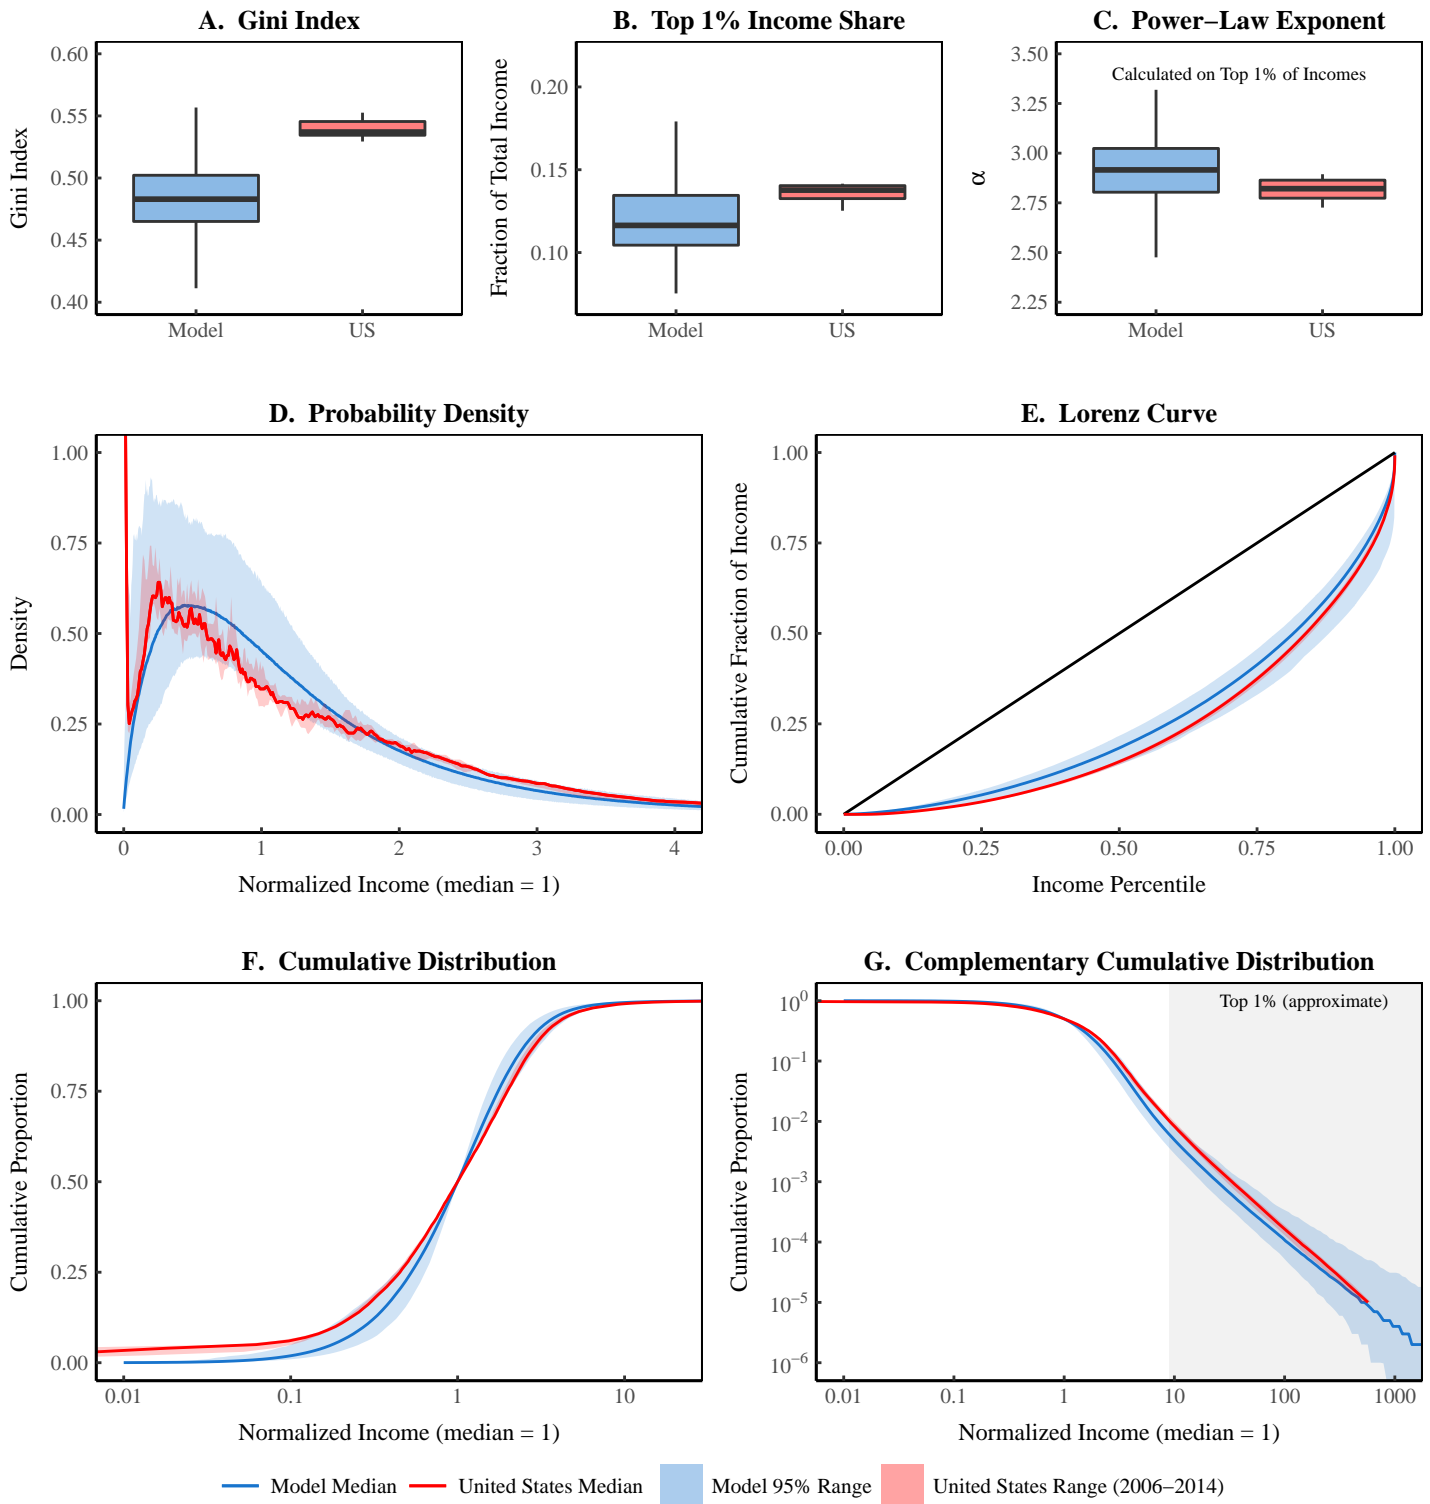 A. Gini Index
Gini Index
0.60
0.55
0.50
0.45
0.40
Model US
B. Top 1% Income Share
Fraction of Total Income
0.20
0.15
0.10
Model US
C. Power−Law Exponent
Calculated on Top 1% of Incomes
α
3.50
3.25
3.00
2.75
2.50
2.25
Model US
D. Probability Density
Density
1.00
0.75
0.50
0.25
0.00
0 1 2 3 4
Normalized Income (median = 1)
E. Lorenz Curve
Cumulative Fraction of Income
1.00
0.75
0.50
0.25
0.00
0.00 0.25 0.50 0.75 1.00
Income Percentile
F. Cumulative Distribution
Cumulative Proportion
1.00
0.75
0.50
0.25
0.00
0.01 0.1 1 10
Normalized Income (median = 1)
G. Complementary Cumulative Distribution
Top 1% (approximate)
Cumulative Proportion
10⁰
10⁻¹
10⁻²
10⁻³
10⁻⁴
10⁻⁵
10⁻⁶
0.01 0.1 1 10 100 1000
Normalized Income (median = 1)
Model Median United States Median Model 95% Range United States Range (2006−2014)